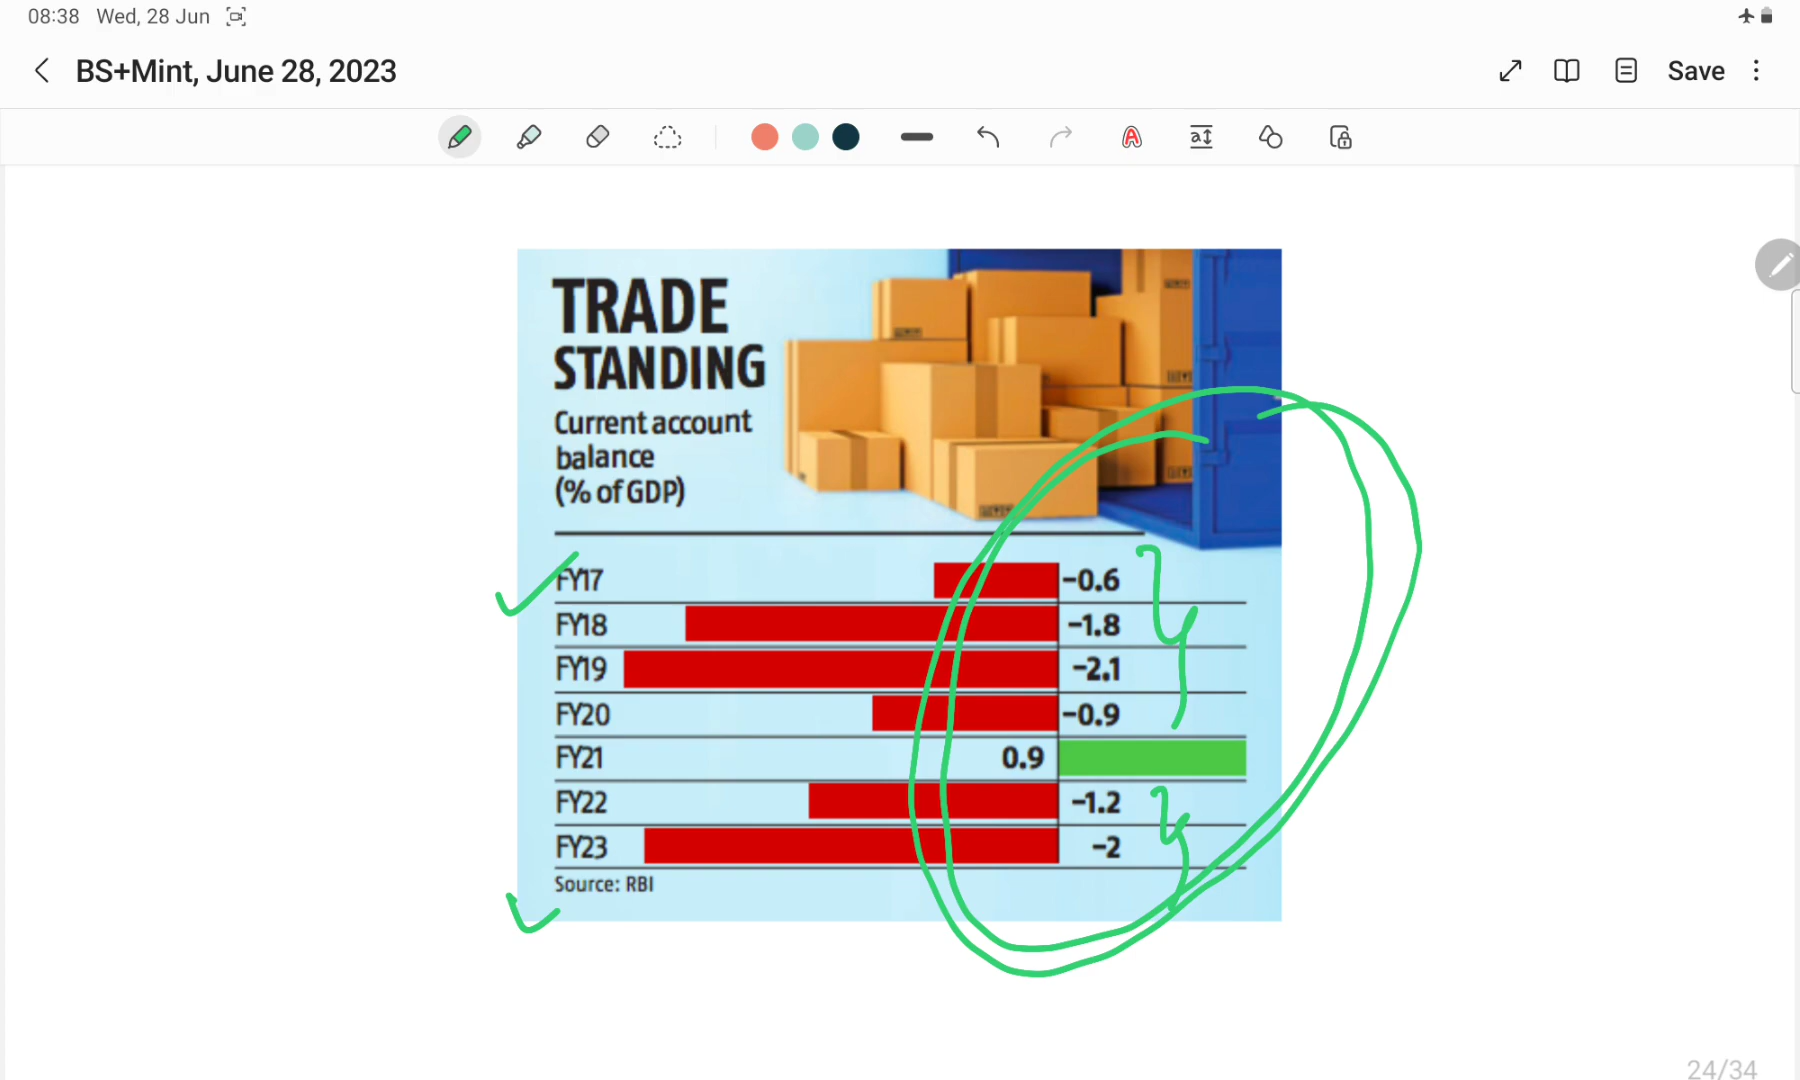 08:38 Wed, 28 Jun
BS+Mint, June 28, 2023
Save
TRADE
STANDING
Current account
balance
(% of GDP)
FY17 −0.6
FY18 −1.8
FY19 −2.1
FY20 −0.9
FY21 0.9
FY22 −1.2
FY23 −2
Source: RBI
24/34